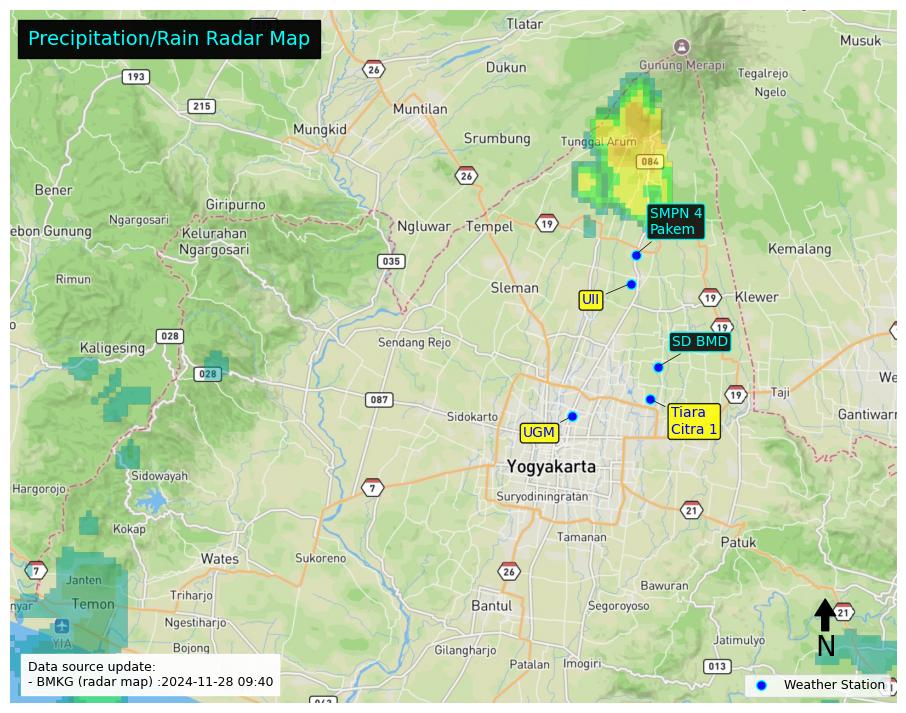 Precipitation/Rain Radar Map
Tlatar
Musuk
26
193
Dukun
Gunung Merapi
Tegalrejo
Ngelo
215
Muntilan
Mungkid
Srumbung
Tunggal Arum
084
26
Bener
Giripurno
SMPN 4
Pakem
Ngargosari
ebon Gunung
Kelurahan
Ngargosari
Ngluwar
Tempel
19
Kemalang
035
Rimun
Sleman
UII
19
Klewer
028
Kaligesing
Sendang Rejo
19
SD BMD
028
087
Sidokarto
19
Taji
We
Gantiwarn
UGM
Tiara
Citra 1
Yogyakarta
Hargorojo
Sidowayah
7
Suryodiningratan
21
Kokap
Tamanan
Patuk
Wates
Sukoreno
7
Janten
26
Bawuran
nyar
Temon
Triharjo
Bantul
Segoroyoso
21
Ngestiharjo
YIA
Bojong
Gilangharjo
Jatimulyo
N
Patalan
Imogiri
013
Data source update:
- BMKG (radar map) :2024-11-28 09:40
Weather Station